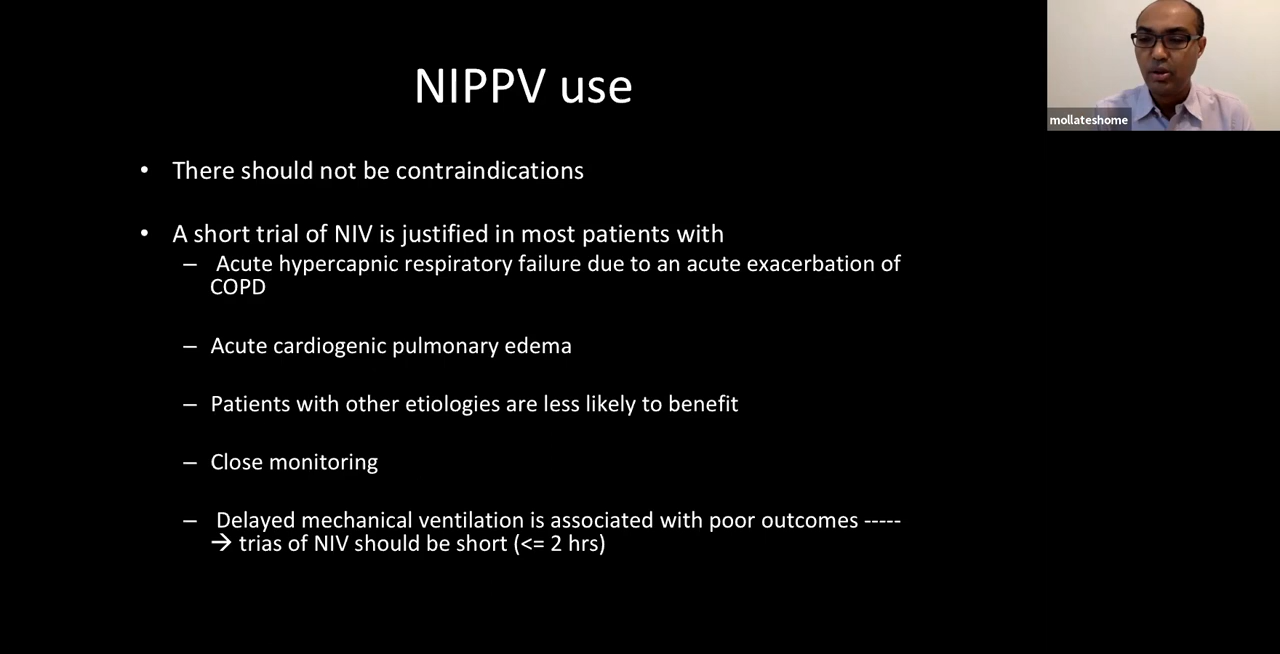 NIPPV use
mollateshome
• There should not be contraindications
• A short trial of NIV is justified in most patients with
– Acute hypercapnic respiratory failure due to an acute exacerbation of
COPD
– Acute cardiogenic pulmonary edema
– Patients with other etiologies are less likely to benefit
– Close monitoring
– Delayed mechanical ventilation is associated with poor outcomes -----
→ trias of NIV should be short (<= 2 hrs)